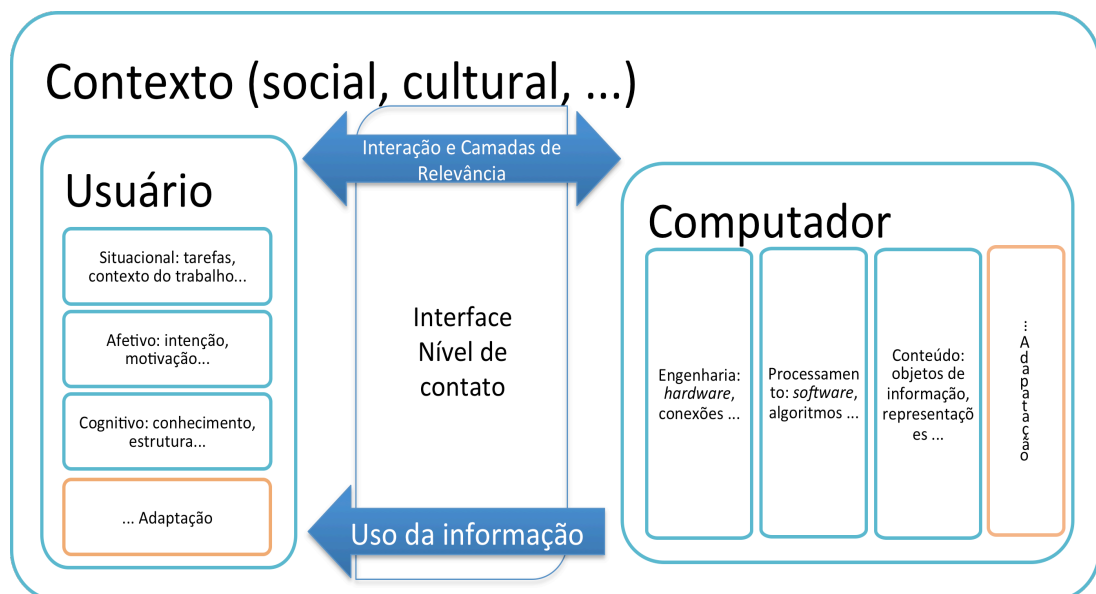 Contexto (social, cultural, ...)
Interação e Camadas de
Relevância
Usuário
Situacional: tarefas,
contexto do trabalho...
Afetivo: intenção,
motivação...
Cognitivo: conhecimento,
estrutura...
... Adaptação
Interface
Nível de
contato
Uso da informação
Computador
Engenharia:
hardware,
conexões ...
Processamen
to: software,
algoritmos ...
Conteúdo:
objetos de
informação,
representaçõ
es ...
... Adapatação